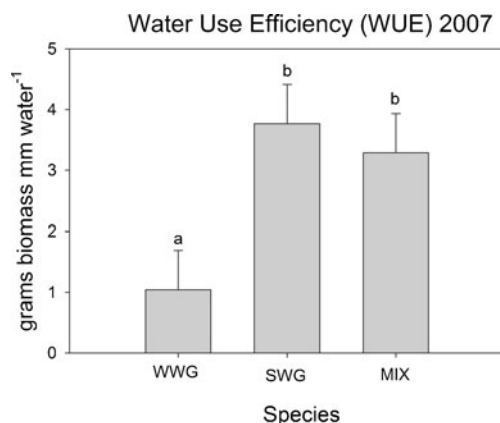 Water Use Efficiency (WUE) 2007
grams biomass mm water⁻¹
5
4
3
2
1
0
a
b
b
WWG
SWG
MIX
Species